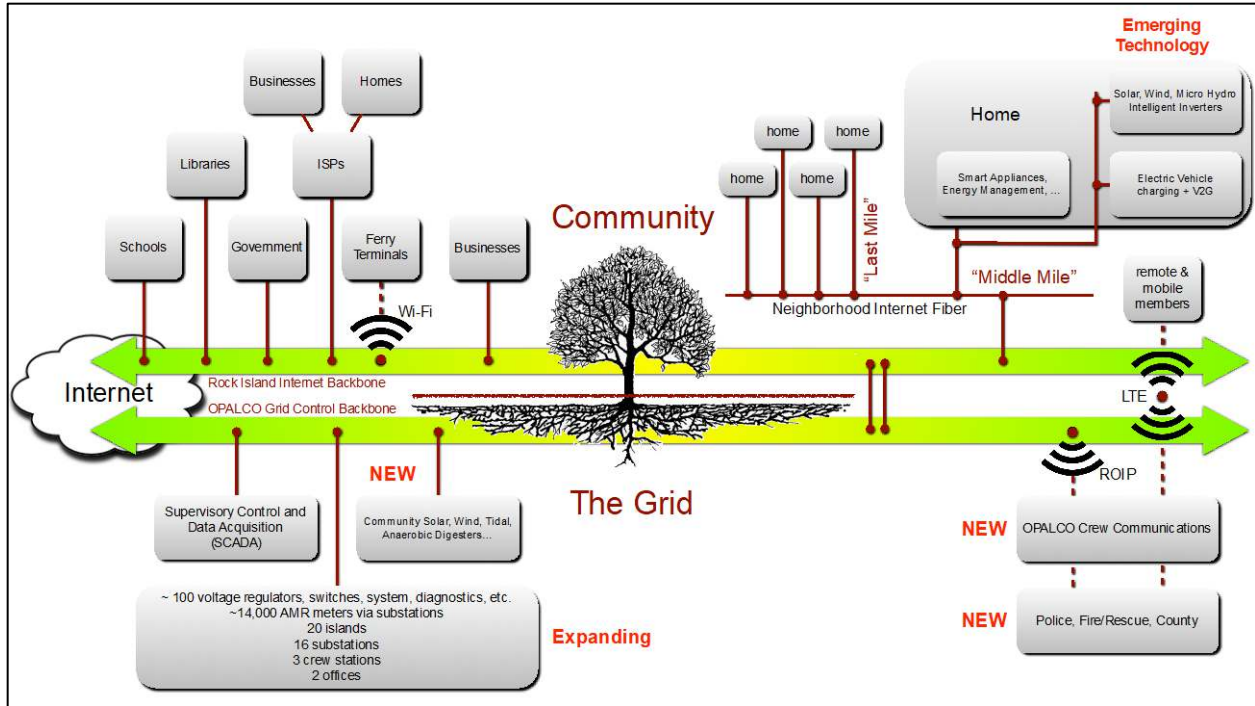 Emerging
Technology
Businesses
Homes
Solar, Wind, Micro Hydro
Intelligent Inverters
Home
home
home
Libraries
ISPs
home
home
Smart Appliances,
Energy Management, ...
Electric Vehicle
charging + V2G
Community
"Last Mile"
Schools
Government
Ferry
Terminals
Businesses
"Middle Mile"
remote &
mobile
members
Wi-Fi
Neighborhood Internet Fiber
Internet
Rock Island Internet Backbone
OPALCO Grid Control Backbone
LTE
NEW
ROIP
The Grid
Supervisory Control and
Data Acquisition
(SCADA)
Community Solar, Wind, Tidal,
Anaerobic Digesters...
NEW
OPALCO Crew Communications
~ 100 voltage regulators, switches, system, diagnostics, etc.
~14,000 AMR meters via substations
20 islands
16 substations
3 crew stations
2 offices
Expanding
NEW
Police, Fire/Rescue, County